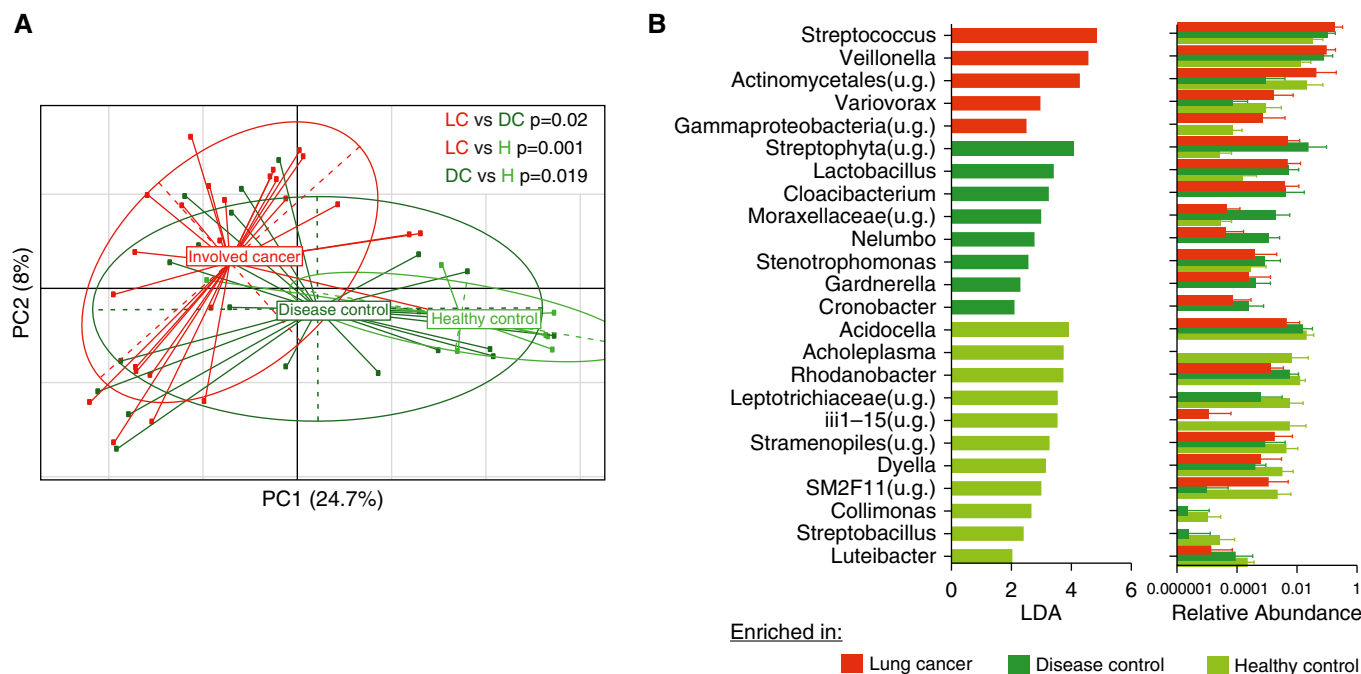 A
LC vs DC p=0.02
LC vs H p=0.001
DC vs H p=0.019
Involved cancer
Disease control
Healthy control
PC2 (8%)
PC1 (24.7%)
B
Streptococcus
Veillonella
Actinomycetales(u.g.)
Variovorax
Gammaproteobacteria(u.g.)
Streptophyta(u.g.)
Lactobacillus
Cloacibacterium
Moraxellaceae(u.g.)
Nelumbo
Stenotrophomonas
Gardnerella
Cronobacter
Acidocella
Acholeplasma
Rhodanobacter
Leptotrichiaceae(u.g.)
iii1–15(u.g.)
Stramenopiles(u.g.)
Dyella
SM2F11(u.g.)
Collimonas
Streptobacillus
Luteibacter
0 2 4 6
LDA
0.000001 0.0001 0.01 1
Relative Abundance
Enriched in:
Lung cancer Disease control Healthy control